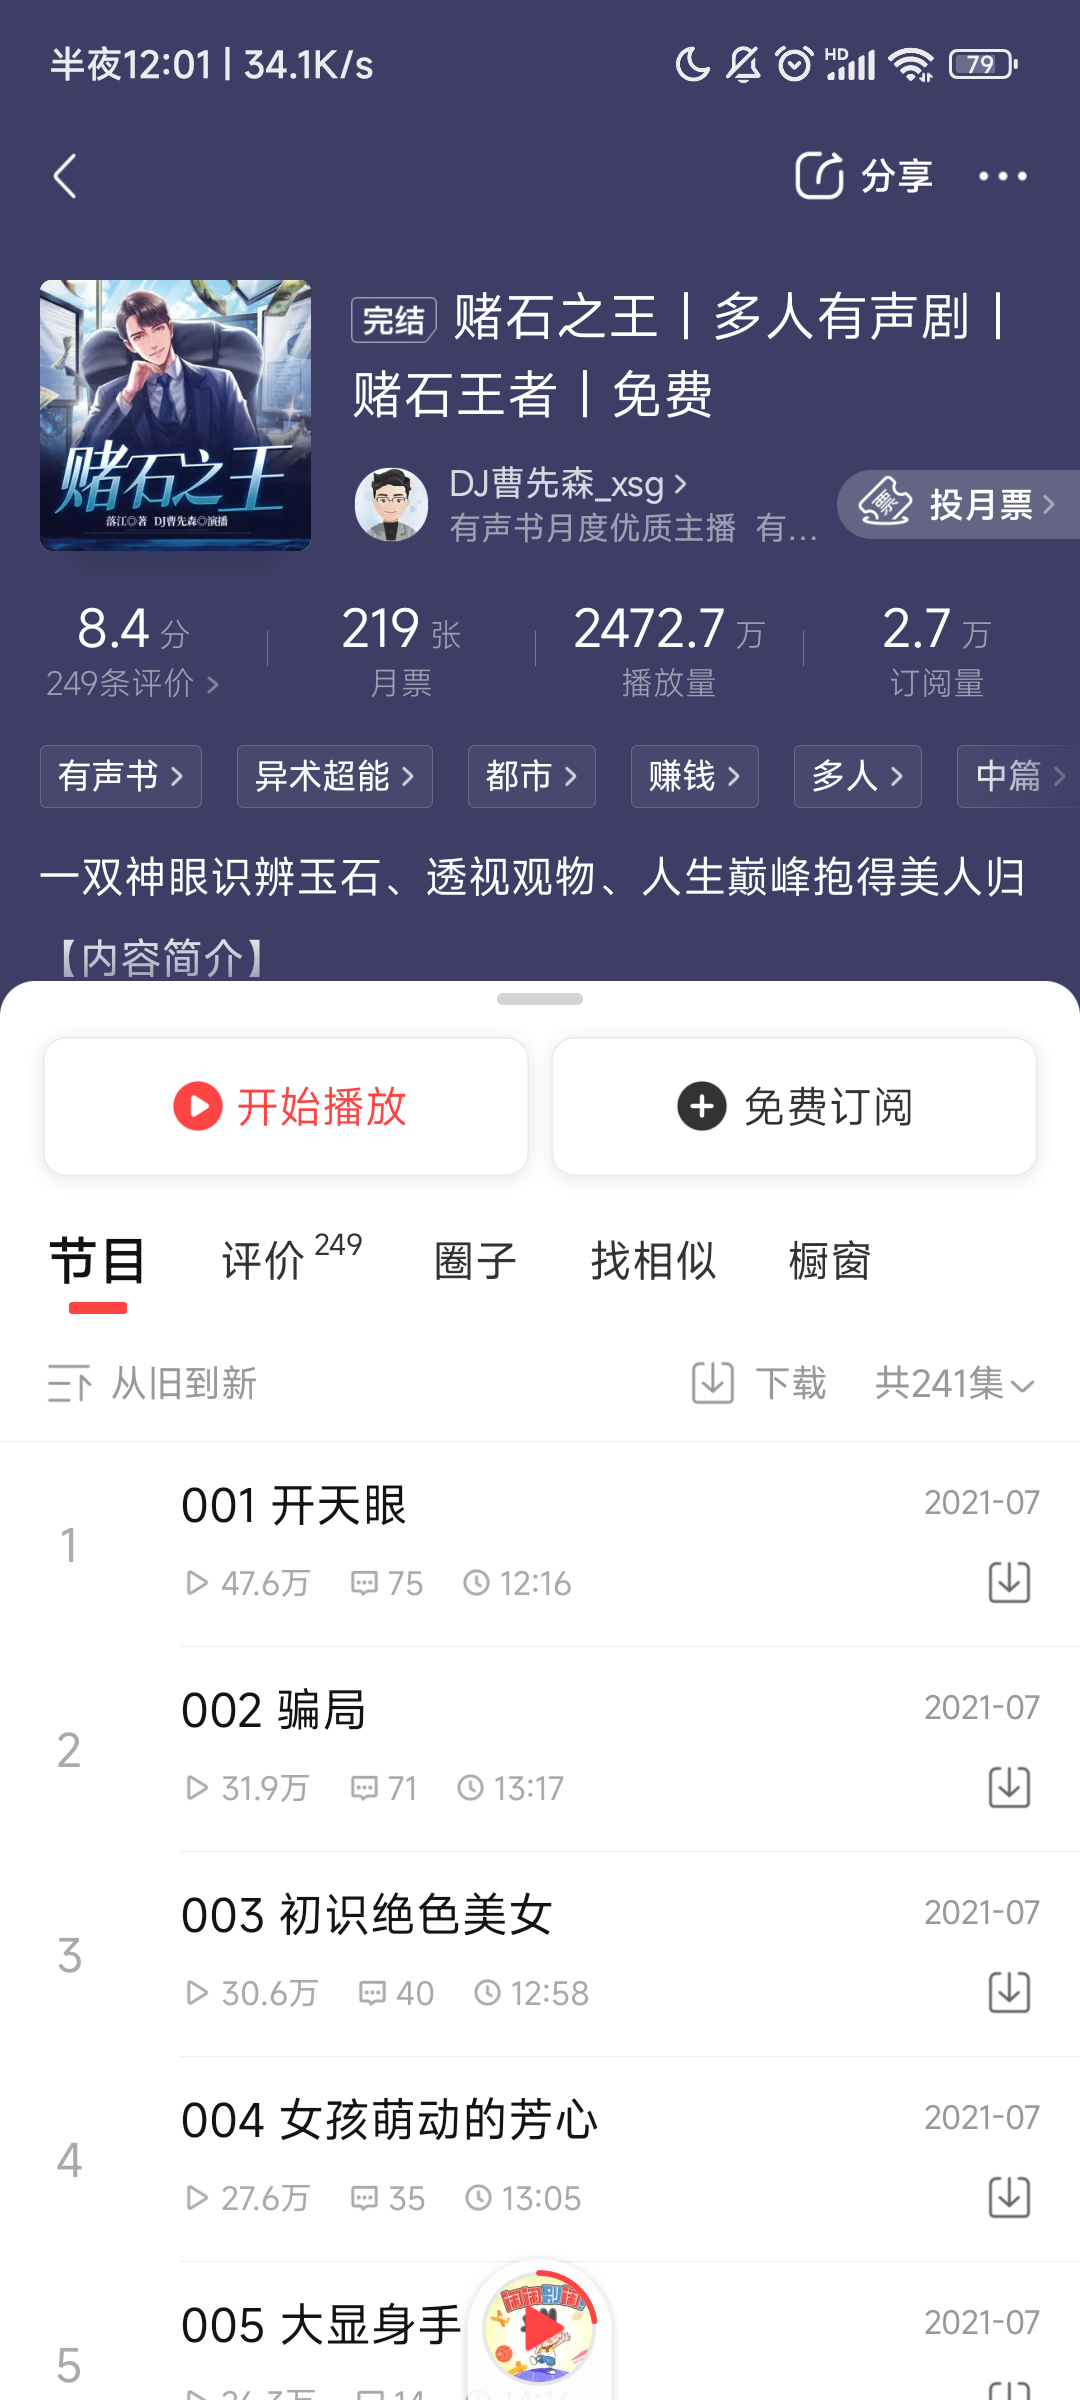 半夜12:01 | 34.1K/s
HD
79
分享
完结 赌石之王丨多人有声剧丨
赌石王者丨免费
赌石之王
落江◎著 DJ曹先森◎演播
DJ曹先森_xsg
有声书月度优质主播 有...
票 投月票
8.4 分
249条评价
219 张
月票
2472.7 万
播放量
2.7 万
订阅量
有声书 异术超能 都市 赚钱 多人 中篇
一双神眼识辨玉石、透视观物、人生巅峰抱得美人归
【内容简介】
开始播放
免费订阅
节目 评价 249 圈子 找相似 橱窗
从旧到新 下载 共241集
1
001 开天眼 2021-07
47.6万 75 12:16
2
002 骗局 2021-07
31.9万 71 13:17
3
003 初识绝色美女 2021-07
30.6万 40 12:58
4
004 女孩萌动的芳心 2021-07
27.6万 35 13:05
5
005 大显身手 2021-07
闹闹别闹